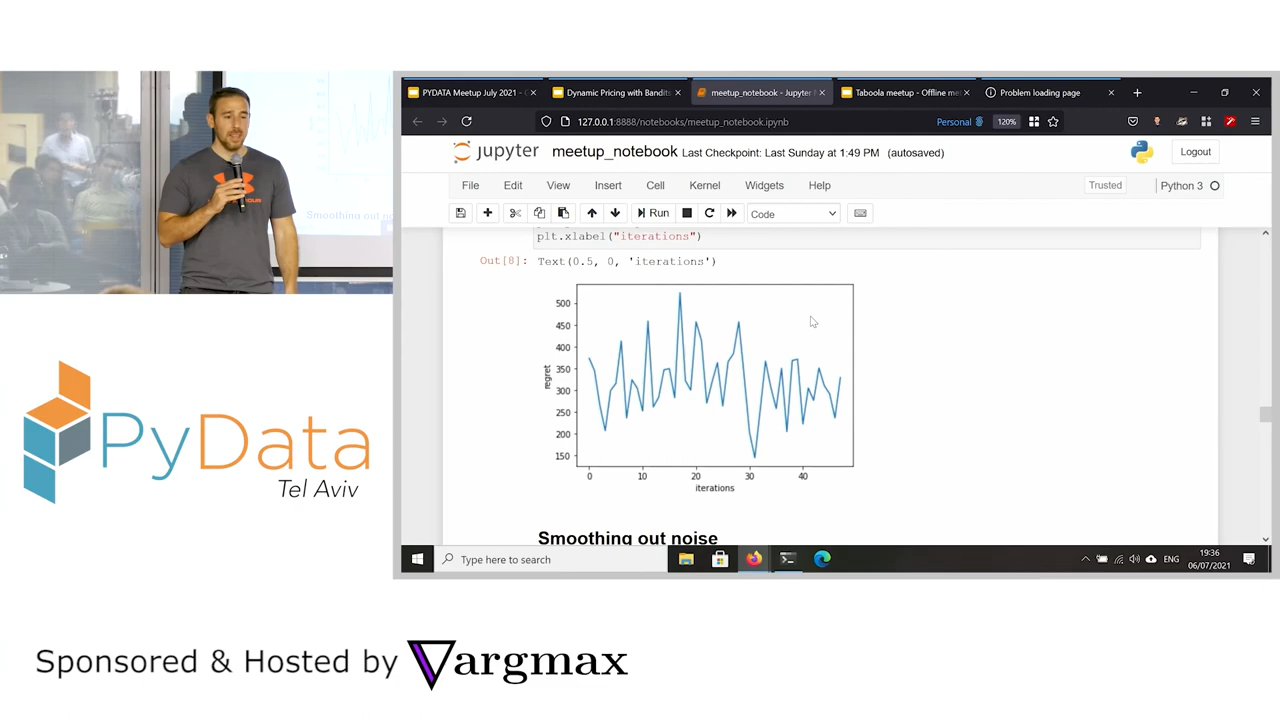 Smoothing out no
PyData
Tel Aviv
Sponsored & Hosted by argmax
PYDATA Meetup July 2021 - G
Dynamic Pricing with Bandits
meetup_notebook - Jupyter N
Taboola meetup - Offline me
Problem loading page
127.0.0.1:8888/notebooks/meetup_notebook.ipynb
Personal
120%
jupyter
meetup_notebook Last Checkpoint: Last Sunday at 1:49 PM (autosaved)
Logout
File Edit View Insert Cell Kernel Widgets Help
Trusted
Python 3
Run
Code
plt.xlabel("iterations")
Out[8]: Text(0.5, 0, 'iterations')
500
450
400
350
300
250
200
150
regret
0 10 20 30 40
iterations
Smoothing out noise
Type here to search
ENG
19:36
06/07/2021